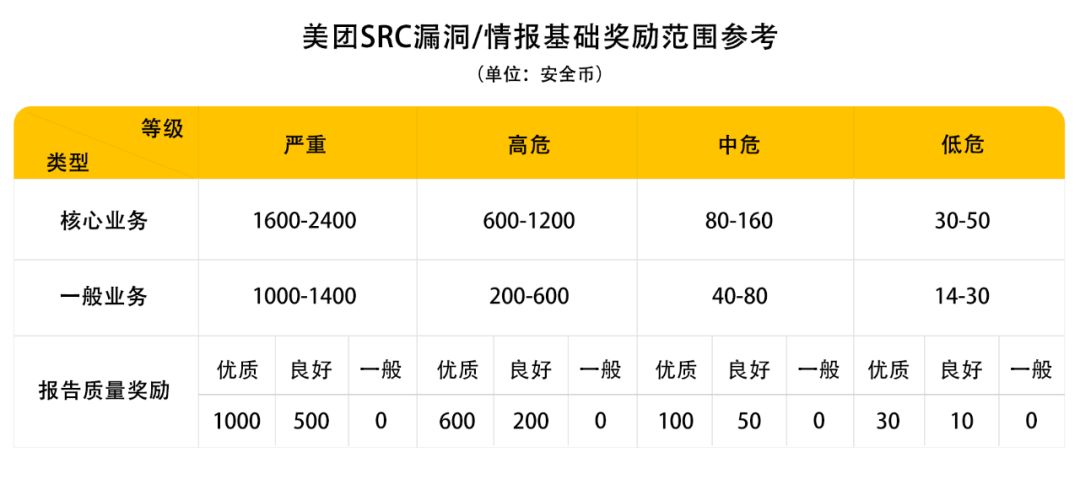 美团SRC漏洞/情报基础奖励范围参考
(单位：安全币)
等级
类型
严重 高危 中危 低危
核心业务 1600-2400 600-1200 80-160 30-50
一般业务 1000-1400 200-600 40-80 14-30
报告质量奖励
优质 良好 一般 优质 良好 一般 优质 良好 一般 优质 良好 一般
1000 500 0 600 200 0 100 50 0 30 10 0